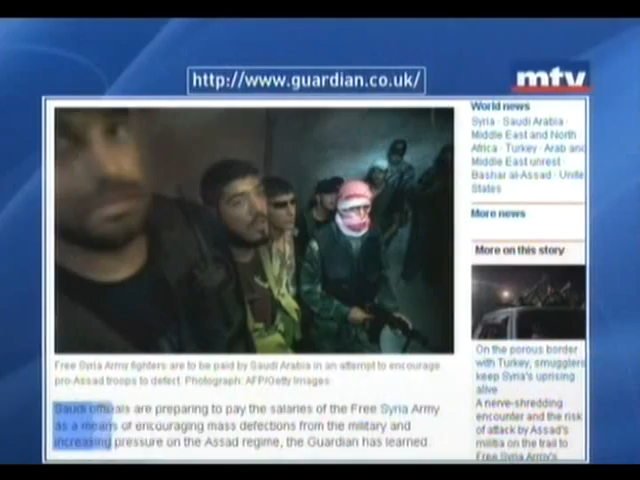 http://www.guardian.co.uk/
mtv
World news
Syria · Saudi Arabia ·
Middle East and North
Africa · Turkey · Arab and
Middle East unrest ·
Bashar al-Assad · United
States
More news
More on this story
Free Syria Army fighters are to be paid by Saudi Arabia in an attempt to encourage
pro-Assad troops to defect. Photograph: AFP/Getty Images
Saudi officials are preparing to pay the salaries of the Free Syria Army
as a means of encouraging mass defections from the military and
increasing pressure on the Assad regime, the Guardian has learned.
On the porous border
with Turkey, smugglers
keep Syria's uprising
alive
A nerve-shredding
encounter and the risk
of attack by Assad's
militia on the trail to
Free Syria Army's